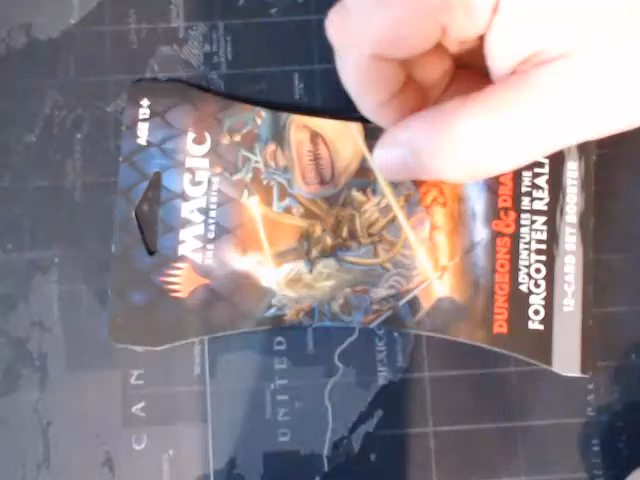 AGE 13+
MAGIC
THE GATHERING
DUNGEONS & DRA
ADVENTURES IN THE
FORGOTTEN REAL
12-CARD SET BOOSTER
CAN
UNITED
MEXICO